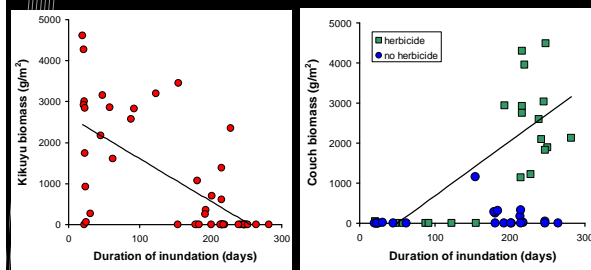 5000
4000
3000
2000
1000
0
0 100 200 300
Kikuyu biomass (g/m²)
Duration of inundation (days)
5000
4000
3000
2000
1000
0
0 100 200 300
Couch biomass (g/m²)
Duration of inundation (days)
herbicide
no herbicide